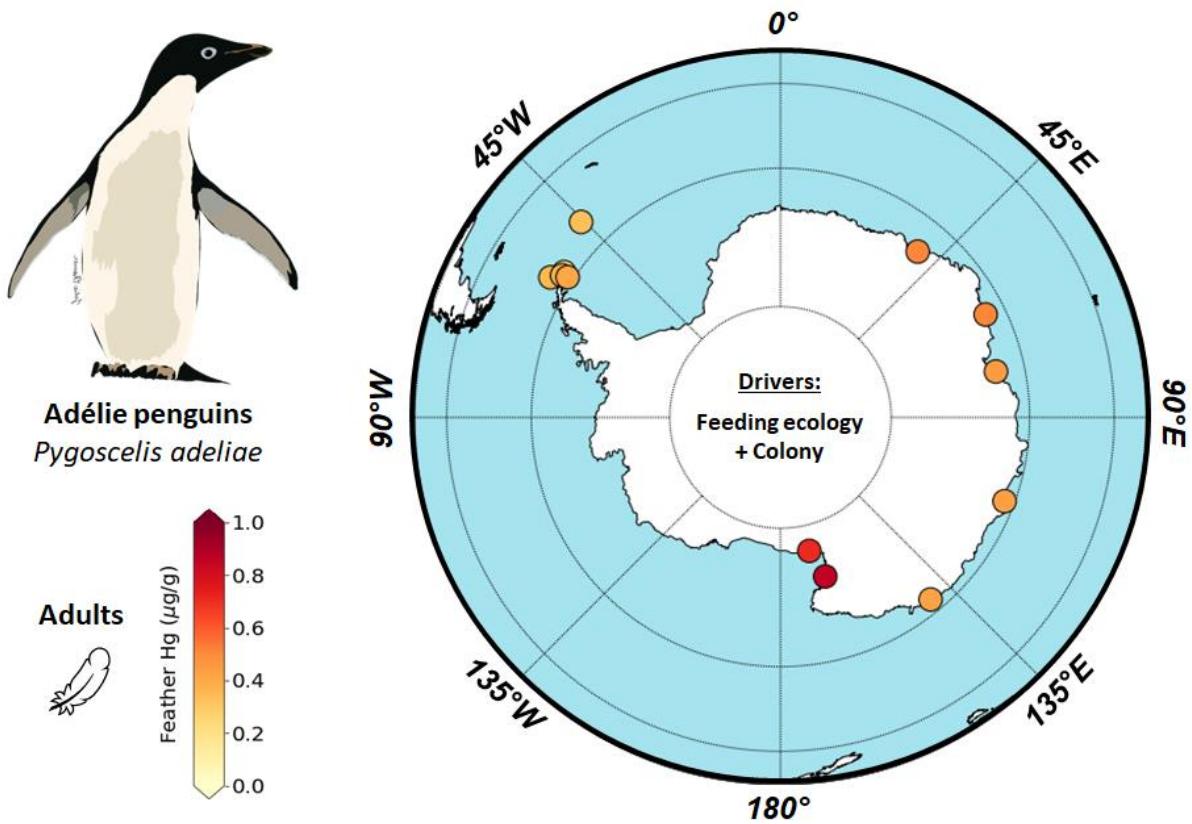 Adélie penguins
Pygoscelis adeliae
Adults
Feather Hg (µg/g)
1.0
0.8
0.6
0.4
0.2
0.0
0°
45°E
90°E
135°E
180°
135°W
90°W
45°W
Drivers:
Feeding ecology
+ Colony